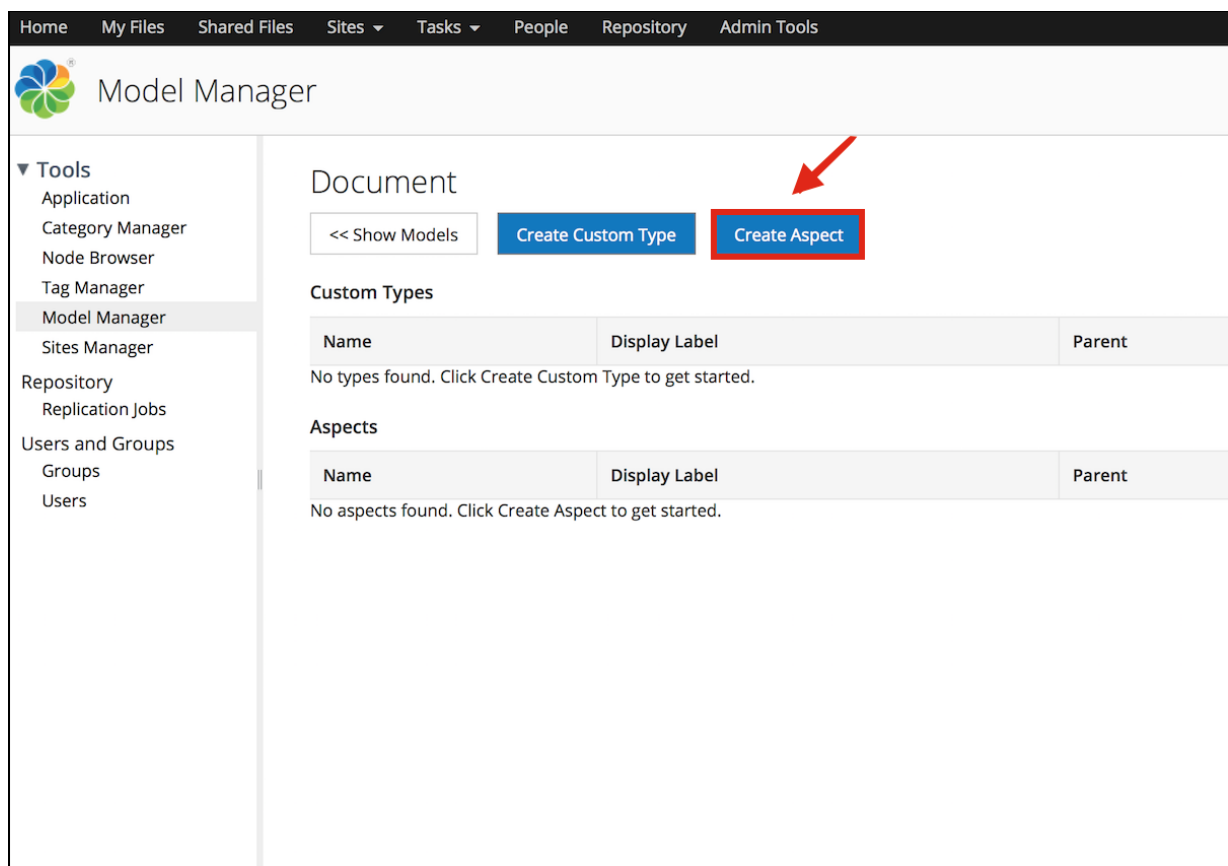 Home My Files Shared Files Sites Tasks People Repository Admin Tools
® Model Manager
Tools
Application
Category Manager
Node Browser
Tag Manager
Model Manager
Sites Manager
Repository
Replication Jobs
Users and Groups
Groups
Users
Document
<< Show Models Create Custom Type Create Aspect
Custom Types
Name Display Label Parent
No types found. Click Create Custom Type to get started.
Aspects
Name Display Label Parent
No aspects found. Click Create Aspect to get started.